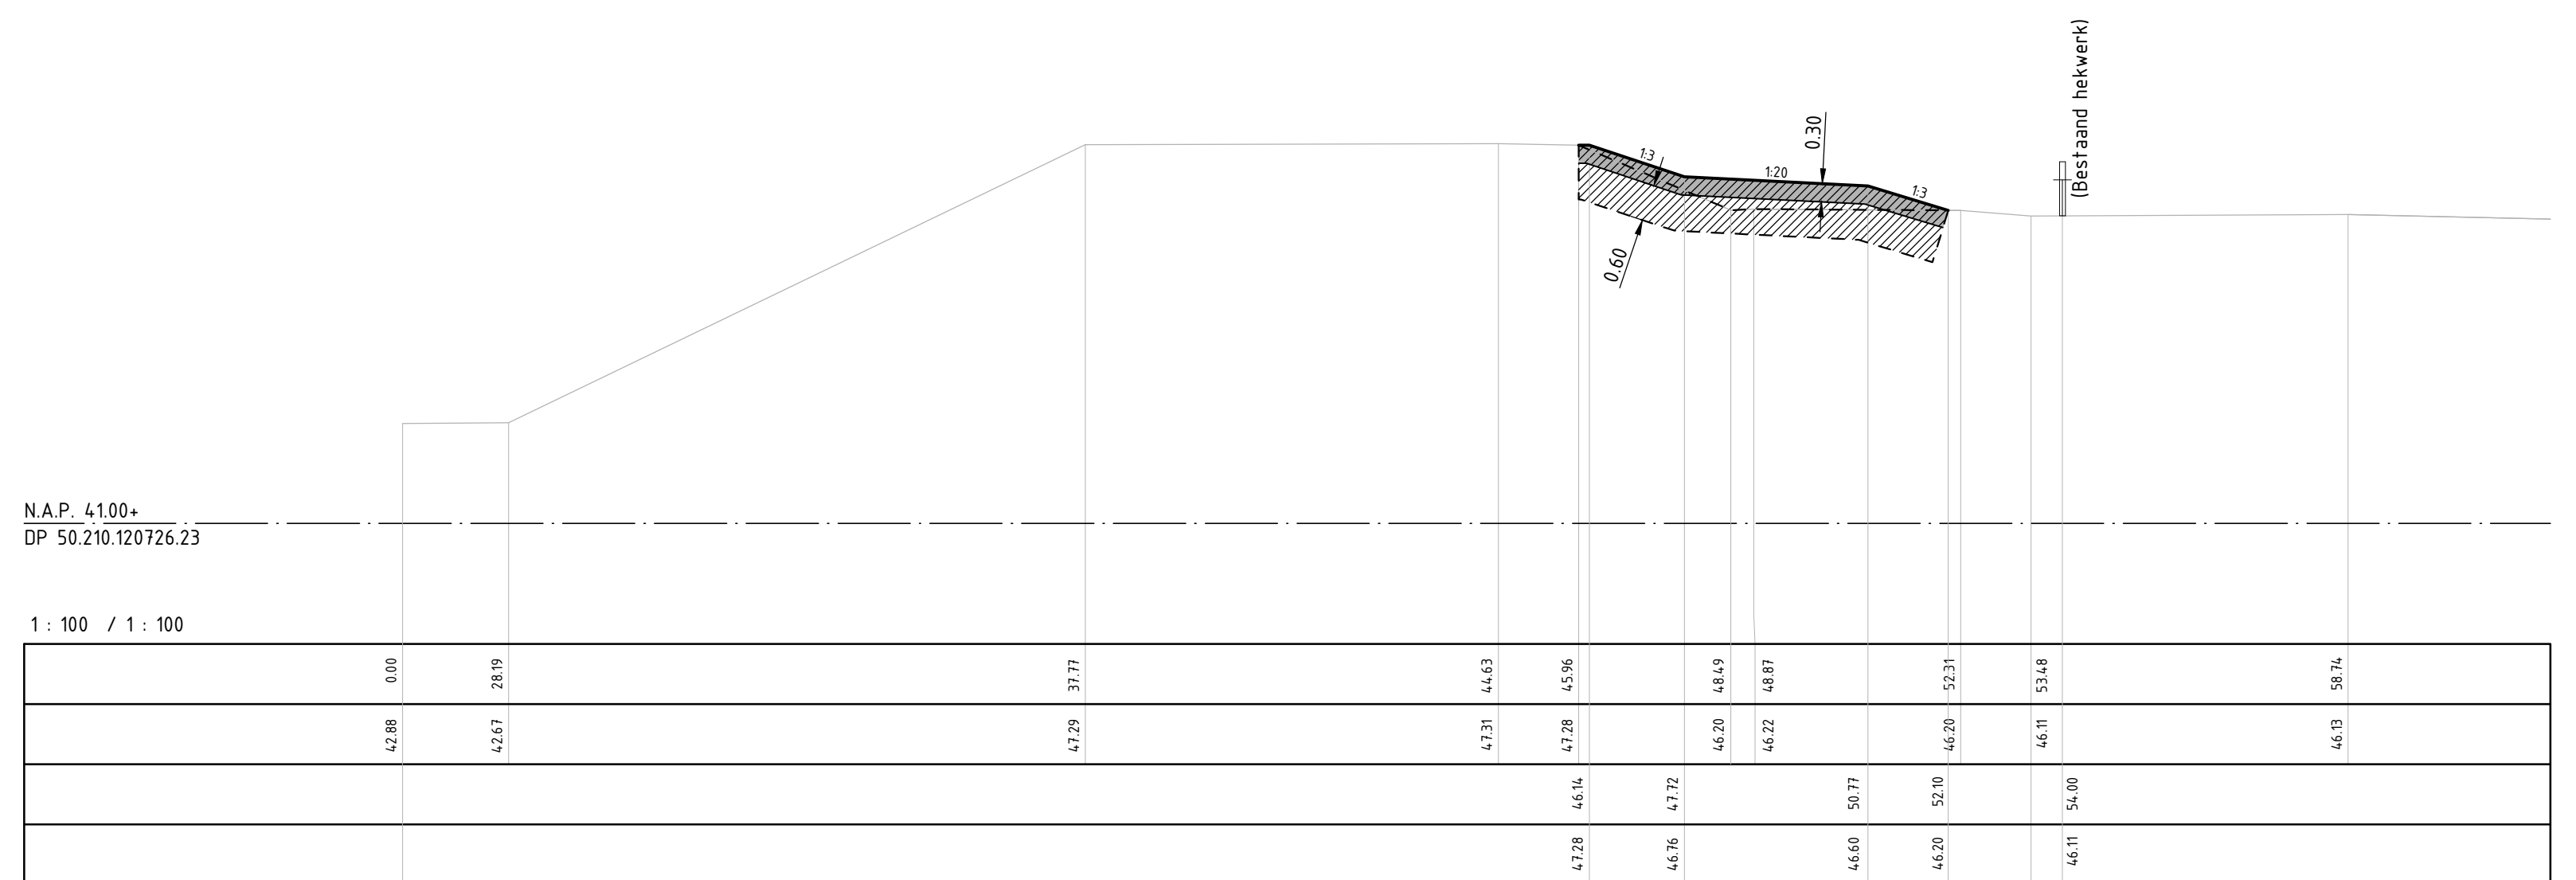 (Bestaand hekwerk)
0.30
1:3
1:20
1:3
0.60
N.A.P. 41.00+
DP 50.210.120726.23
1 : 100 / 1 : 100
0.00 28.19 37.77 44.63 45.96 48.49 48.87 52.31 53.48 58.74
42.88 42.67 47.29 47.31 47.28 46.20 46.22 46.20 46.11 46.13
46.14 47.72 50.77 52.10 54.00
47.28 46.76 46.60 46.20 46.11